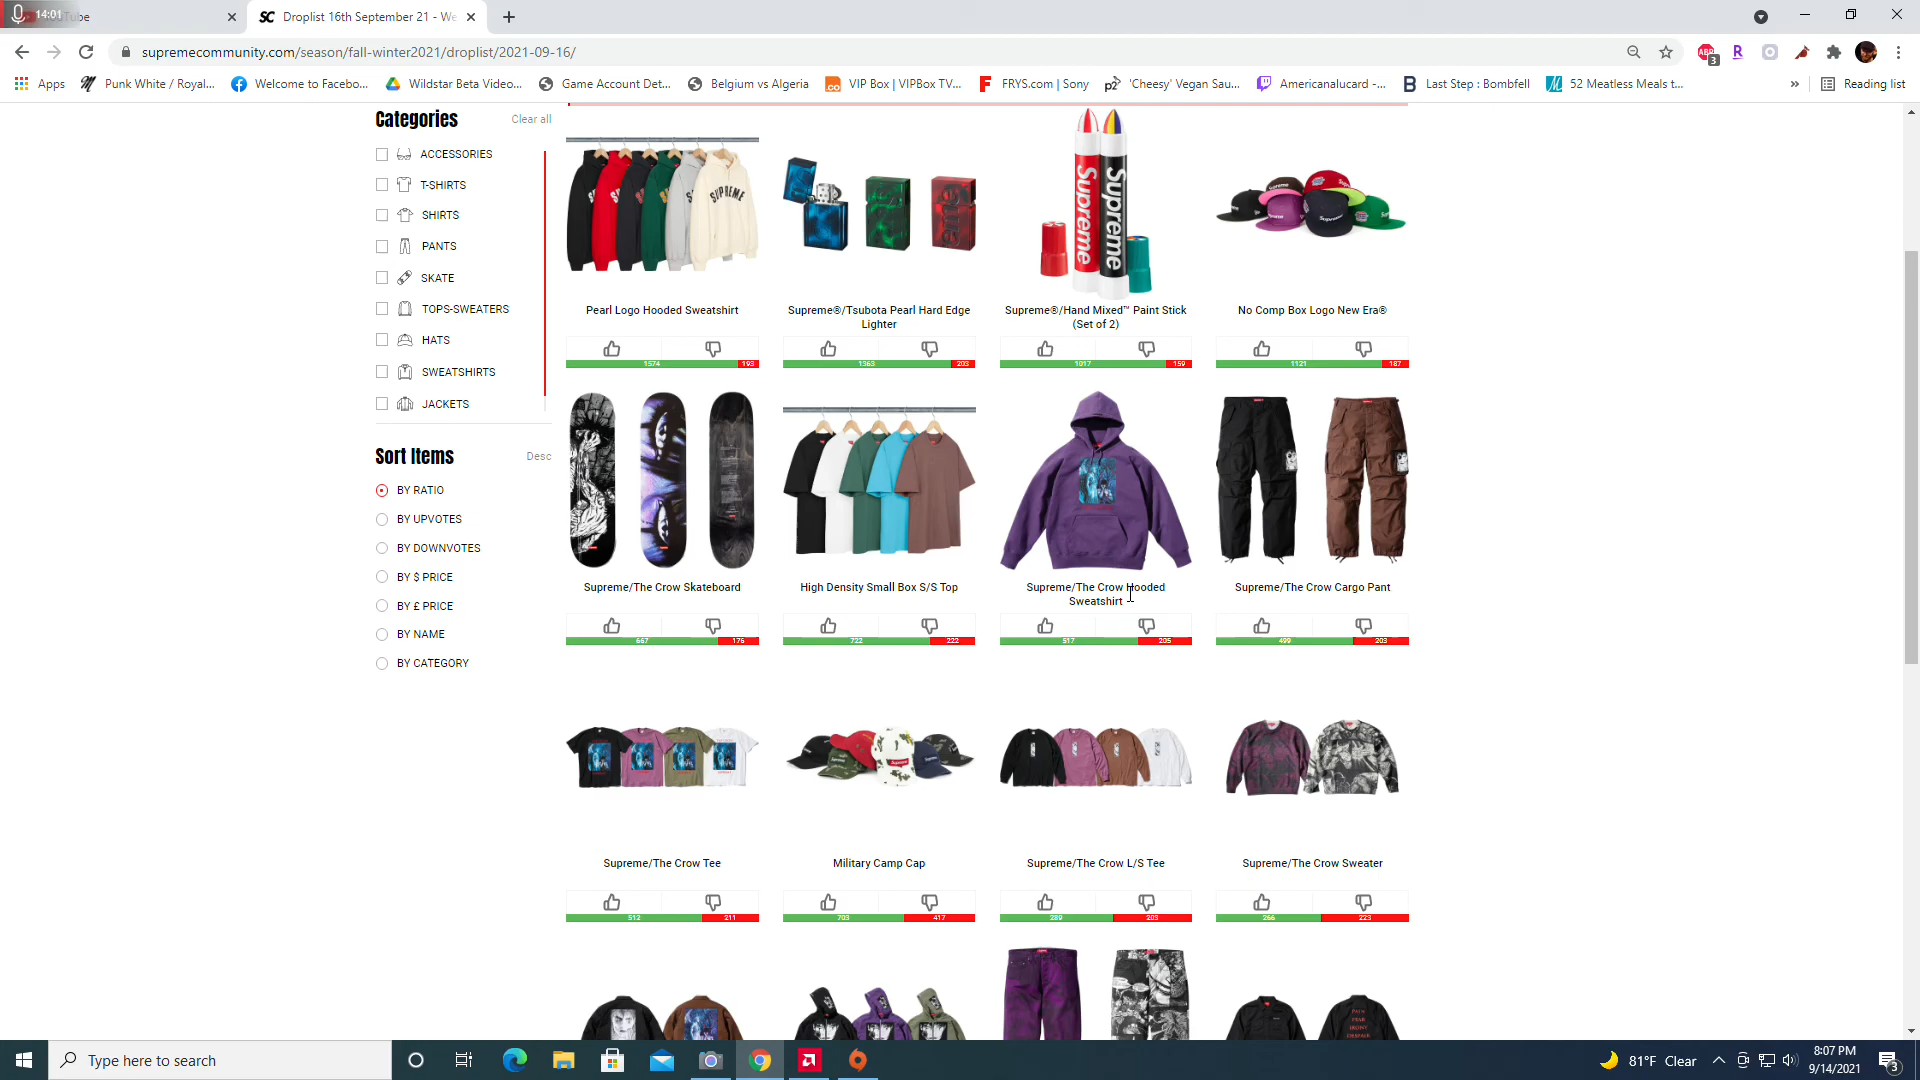 14:01
Droplist 16th September 21 - We
supremecommunity.com/season/fall-winter2021/droplist/2021-09-16/
Apps
Punk White / Royal...
Welcome to Faceboo...
Wildstar Beta Video...
Game Account Det...
Belgium vs Algeria
VIP Box | VIPBox TV...
FRYS.com | Sony
'Cheesy' Vegan Sau...
Americanalucard -...
Last Step : Bombfell
52 Meatless Meals t...
Reading list
Categories
Clear all
ACCESSORIES
T-SHIRTS
SHIRTS
PANTS
SKATE
TOPS-SWEATERS
HATS
SWEATSHIRTS
JACKETS
Sort Items
Desc
BY RATIO
BY UPVOTES
BY DOWNVOTES
BY $ PRICE
BY £ PRICE
BY NAME
BY CATEGORY
SUPREME
Supreme
Supreme
Pearl Logo Hooded Sweatshirt
Supreme®/Tsubota Pearl Hard Edge
Lighter
Supreme®/Hand Mixed™ Paint Stick
(Set of 2)
No Comp Box Logo New Era®
1574 193
1363 203
1017 159
1121 187
Supreme/The Crow Skateboard
High Density Small Box S/S Top
Supreme/The Crow Hooded
Sweatshirt
Supreme/The Crow Cargo Pant
667 176
722 222
517 205
499 203
Supreme/The Crow Tee
Military Camp Cap
Supreme/The Crow L/S Tee
Supreme/The Crow Sweater
512 211
703 417
289 203
266 223
Type here to search
81°F Clear
8:07 PM
9/14/2021
3